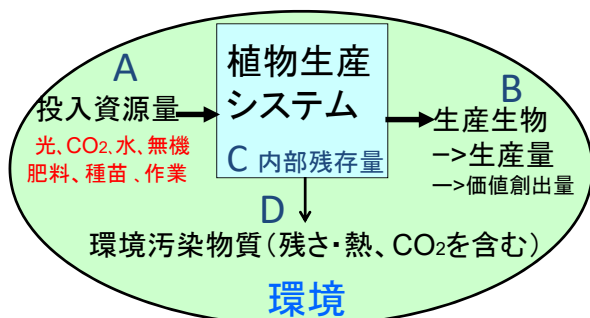 A
投入資源量
光、CO2、水、無機
肥料、種苗、作業
植物生産
システム
C 内部残存量
B
生産生物
ー>生産量
ー>価値創出量
D
環境汚染物質(残さ・熱、CO2を含む)
環境